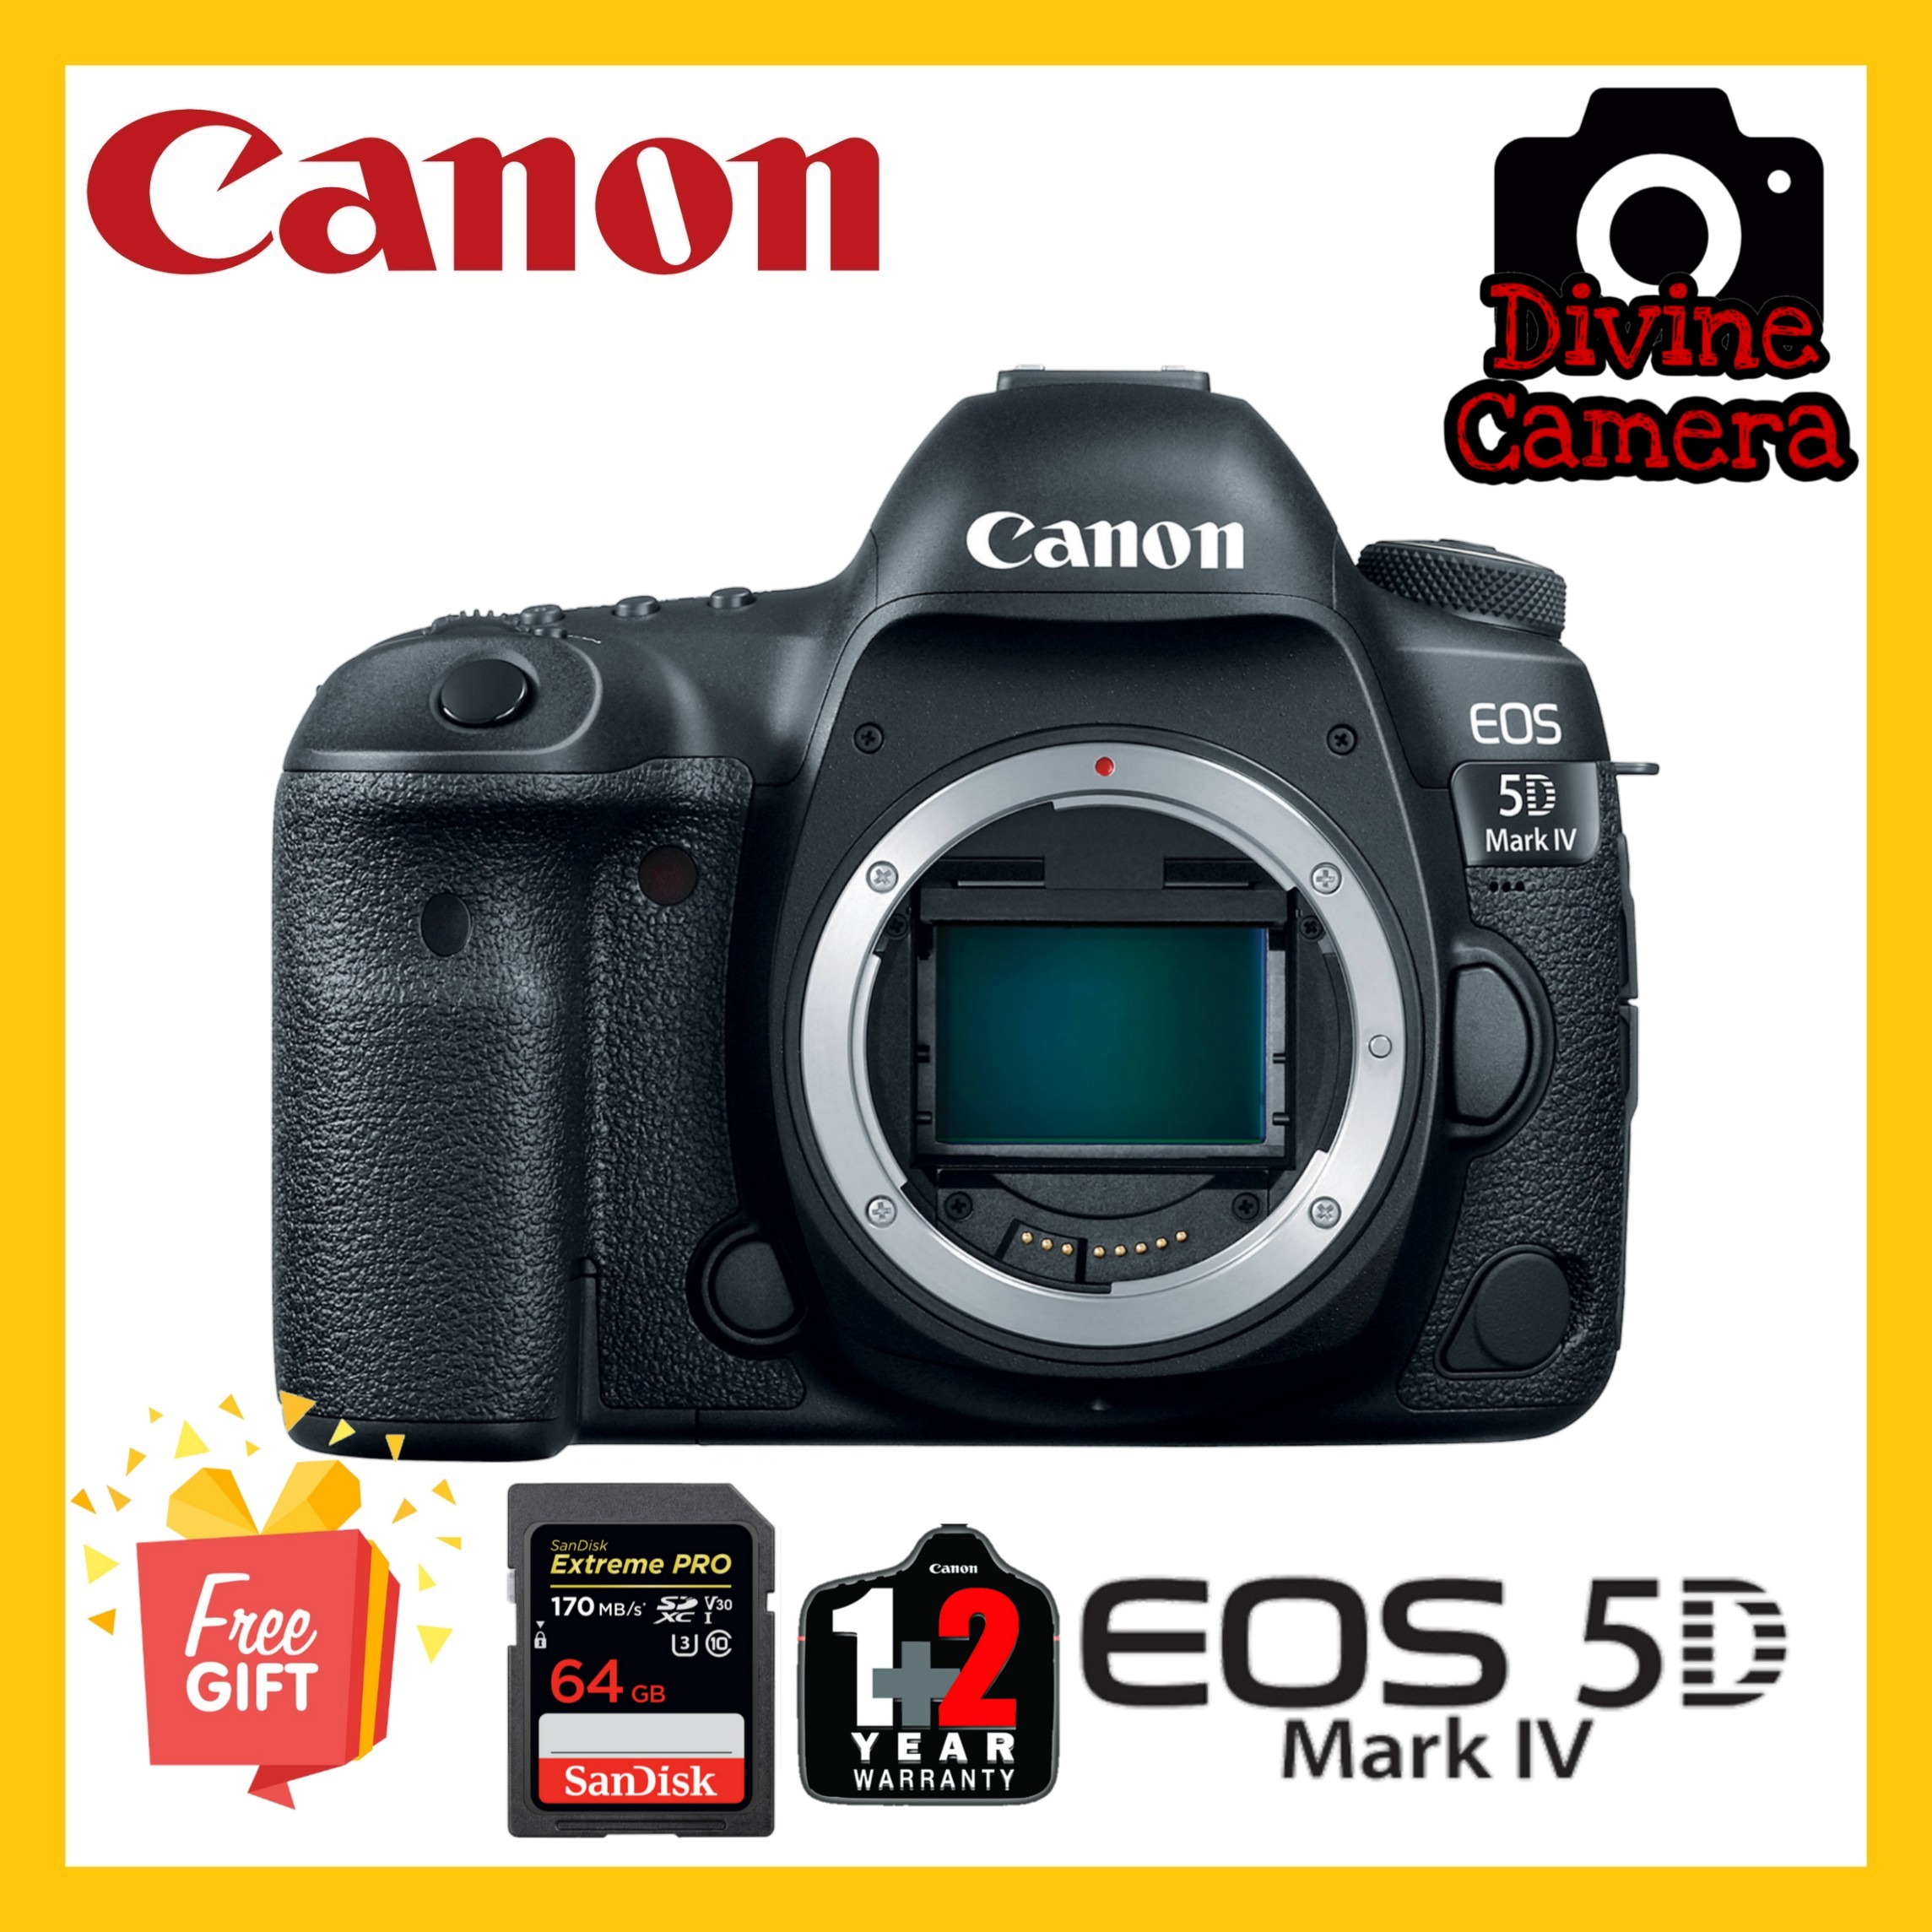 Canon
Divine
Camera
Canon
EOS
5D
Mark IV
Free
GIFT
SanDisk
Extreme PRO
170 MB/s*
SD
XC
V30
I
U3
10
64 GB
SanDisk
Canon
1+2
YEAR
WARRANTY
EOS 5D
Mark IV